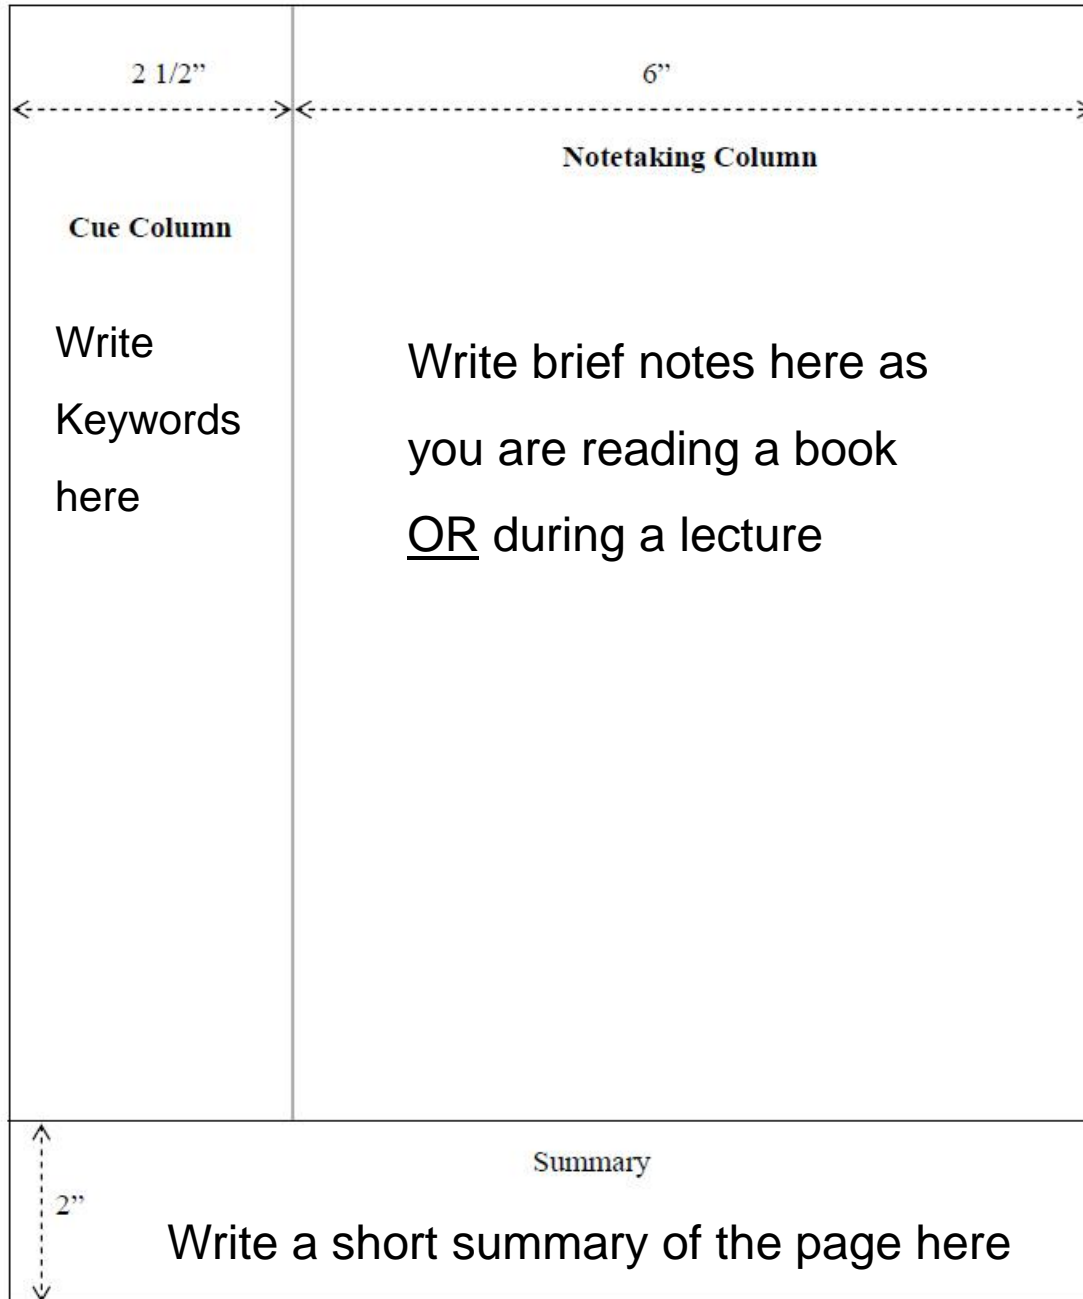 2 1/2”
6”
Notetaking Column
Cue Column
Write
Keywords
here
Write brief notes here as
you are reading a book
OR during a lecture
Summary
2”
Write a short summary of the page here